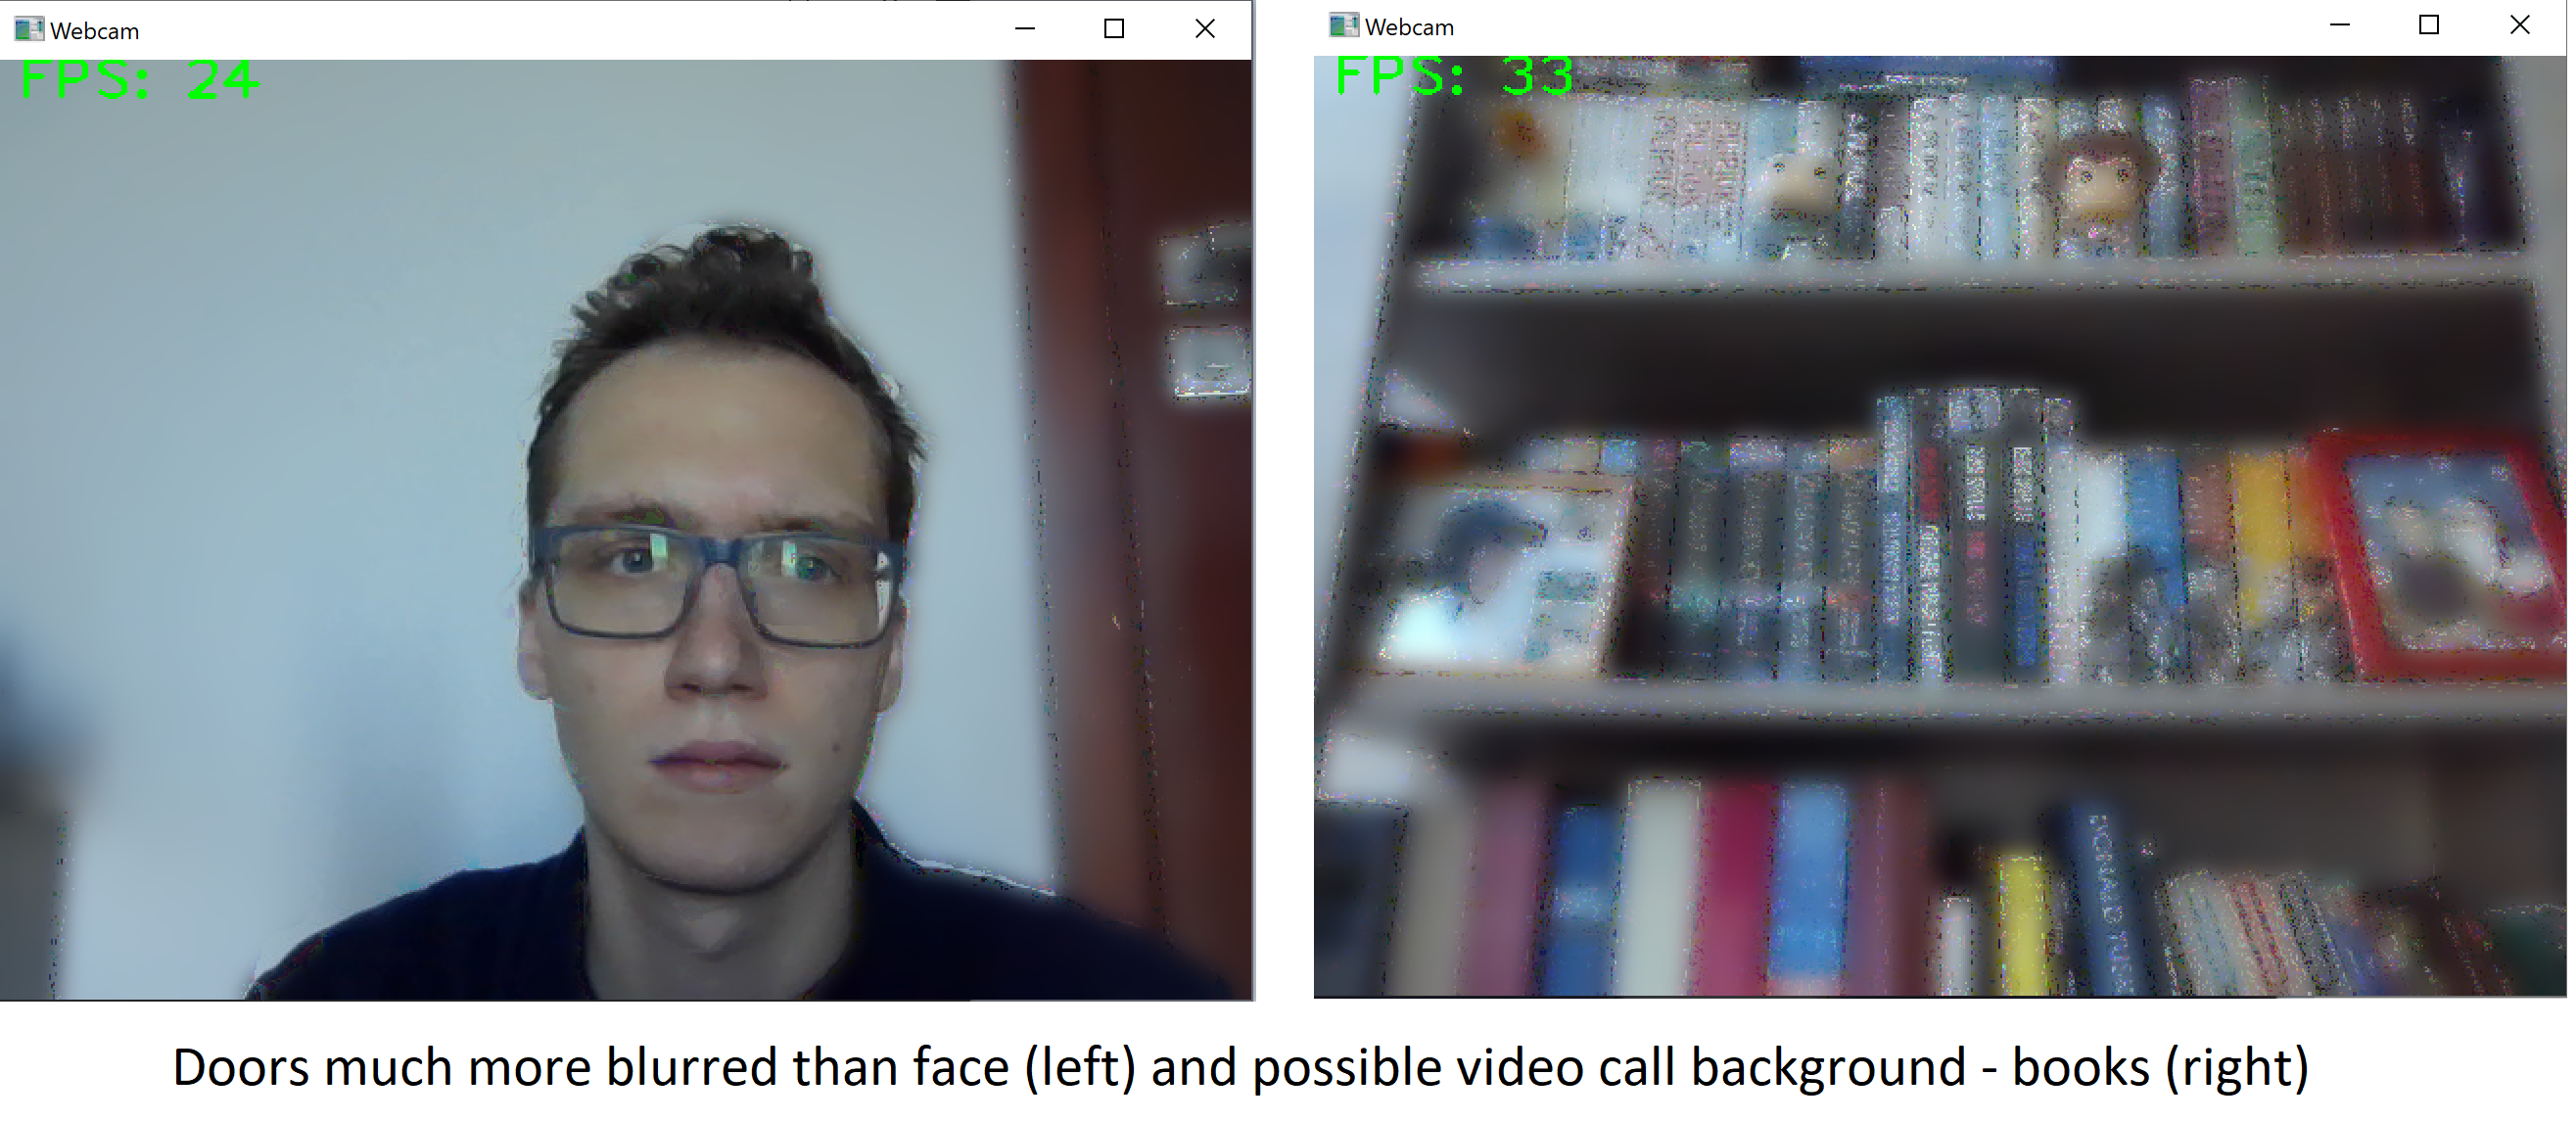 Webcam
FPS: 24
Webcam
FPS: 33
Doors much more blurred than face (left) and possible video call background - books (right)